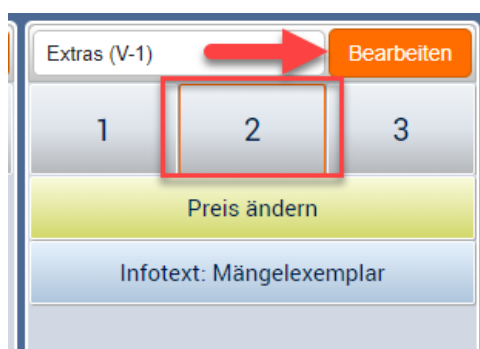 Extras (V-1) Bearbeiten
1 2 3
Preis ändern
Infotext: Mängelexemplar